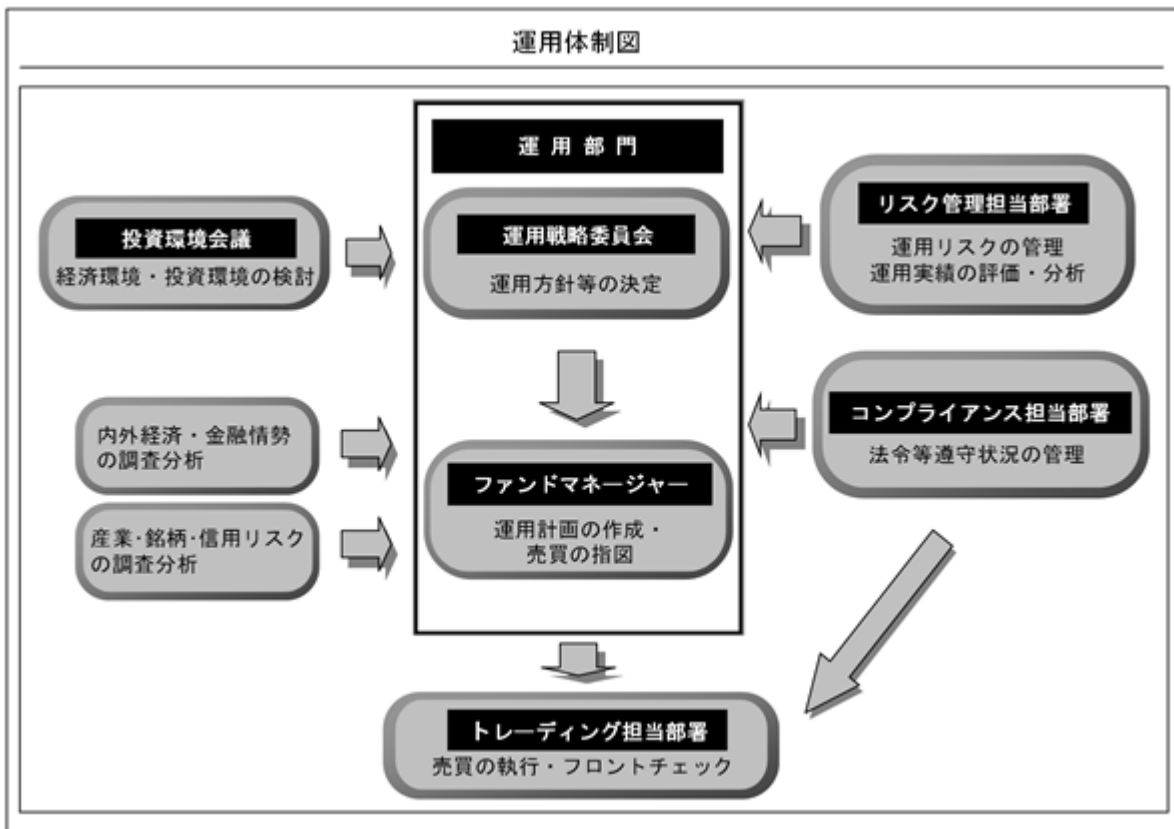 運用体制図
運用部門
投資環境会議
経済環境・投資環境の検討
運用戦略委員会
運用方針等の決定
リスク管理担当部署
運用リスクの管理
運用実績の評価・分析
内外経済・金融情勢
の調査分析
産業・銘柄・信用リスク
の調査分析
ファンドマネージャー
運用計画の作成・
売買の指図
コンプライアンス担当部署
法令等遵守状況の管理
トレーディング担当部署
売買の執行・フロントチェック